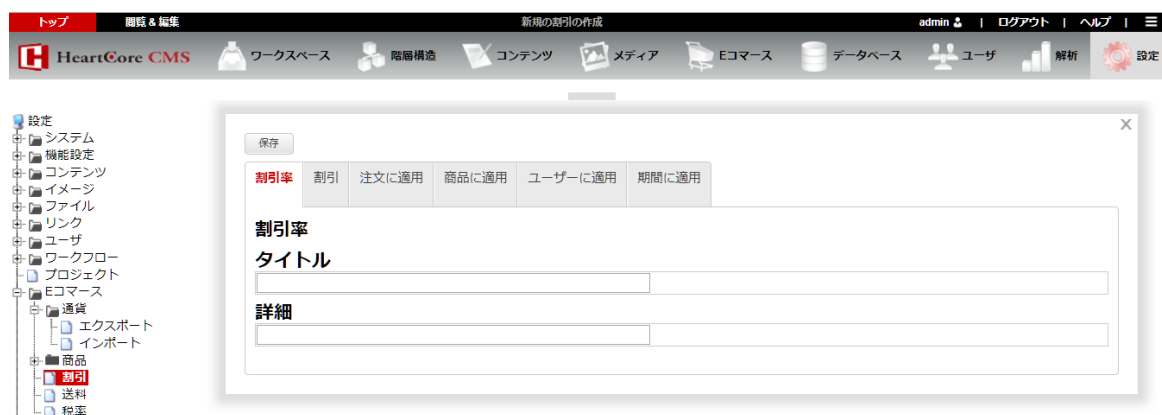 トップ 閲覧 & 編集 新規の割引の作成 admin | ログアウト | ヘルプ |
HeartCore CMS ワークスペース 階層構造 コンテンツ メディア Eコマース データベース ユーザ 解析 設定
設定
システム
機能設定
コンテンツ
イメージ
ファイル
リンク
ユーザ
ワークフロー
プロジェクト
Eコマース
通貨
エクスポート
インポート
商品
割引
送料
税率
X
保存
割引率 割引 注文に適用 商品に適用 ユーザーに適用 期間に適用
割引率
タイトル
詳細